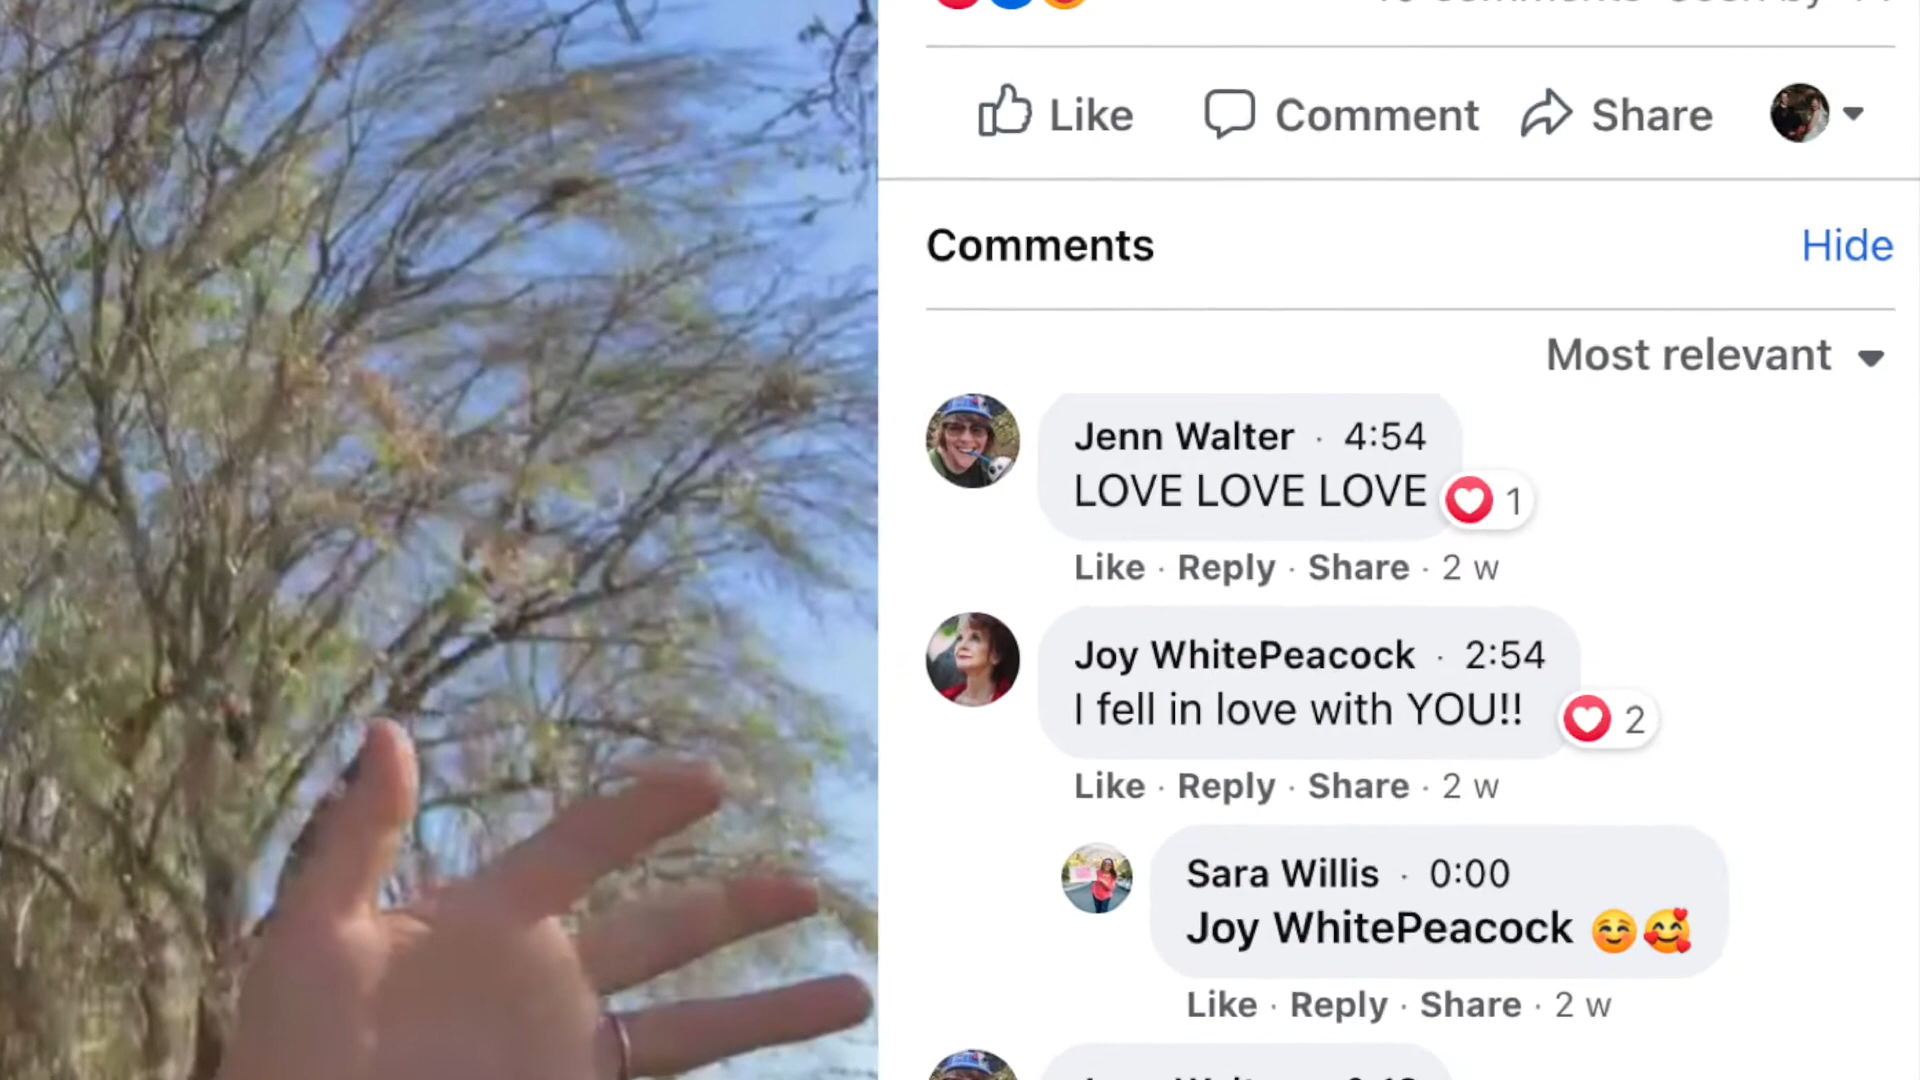 Like Comment Share
Comments Hide
Most relevant
Jenn Walter · 4:54
LOVE LOVE LOVE 1
Like · Reply · Share · 2 w
Joy WhitePeacock · 2:54
I fell in love with YOU!! 2
Like · Reply · Share · 2 w
Sara Willis · 0:00
Joy WhitePeacock ☺️🥰
Like · Reply · Share · 2 w